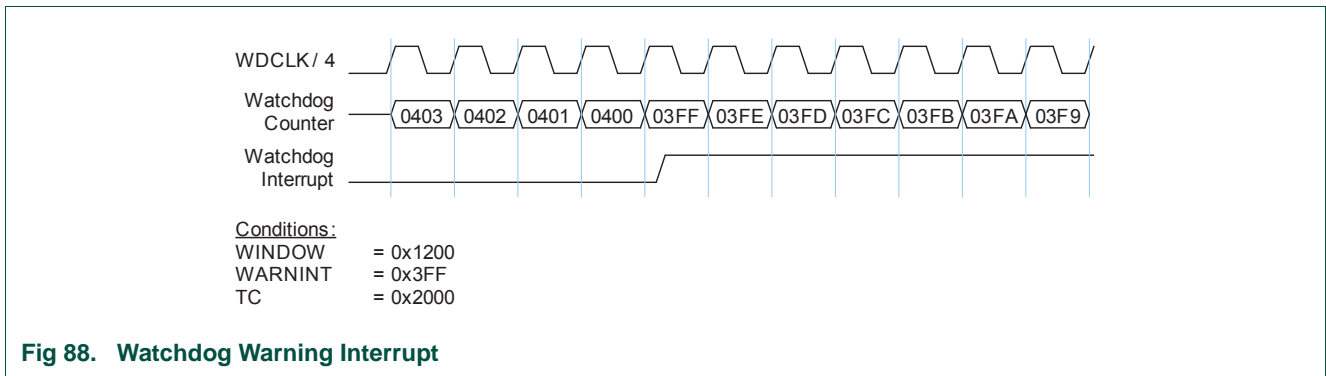 WDCLK / 4
Watchdog
Counter
0403 0402 0401 0400 03FF 03FE 03FD 03FC 03FB 03FA 03F9
Watchdog
Interrupt
Conditions:
WINDOW = 0x1200
WARNINT = 0x3FF
TC = 0x2000
Fig 88. Watchdog Warning Interrupt